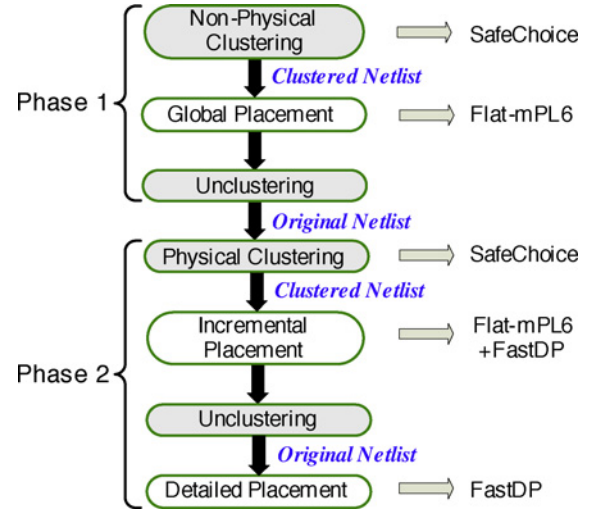 Non-Physical
Clustering
SafeChoice
Clustered Netlist
Phase 1
Global Placement
Flat-mPL6
Unclustering
Original Netlist
Physical Clustering
SafeChoice
Clustered Netlist
Incremental
Placement
Flat-mPL6
+FastDP
Phase 2
Unclustering
Original Netlist
Detailed Placement
FastDP